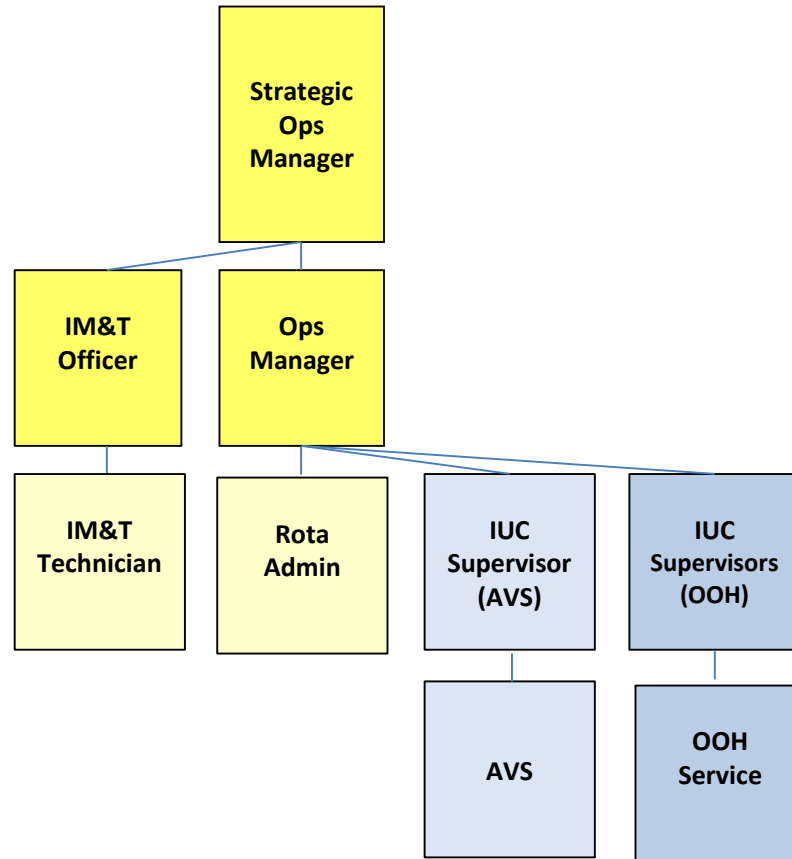 Strategic
Ops
Manager
IM&T
Officer
Ops
Manager
IM&T
Technician
Rota
Admin
IUC
Supervisor
(AVS)
IUC
Supervisors
(OOH)
AVS
OOH
Service